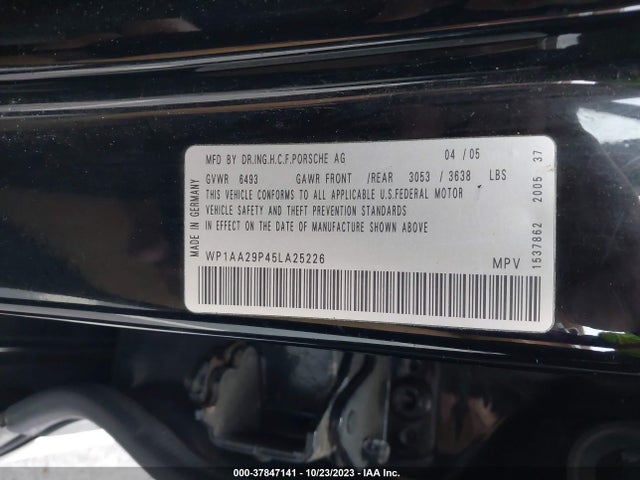 MFD BY DR.ING.H.C.F.PORSCHE AG 04 / 05
GVWR 6493 GAWR FRONT /REAR 3053 / 3638 LBS
THIS VEHICLE CONFORMS TO ALL APPLICABLE U.S.FEDERAL MOTOR
VEHICLE SAFETY AND THEFT PREVENTION STANDARDS
IN EFFECT ON THE DATE OF MANUFACTURE SHOWN ABOVE
WP1AA29P45LA25226 MPV
MADE IN GERMANY
1537862 2005 37
000-37847141 - 10/23/2023 - IAA Inc.